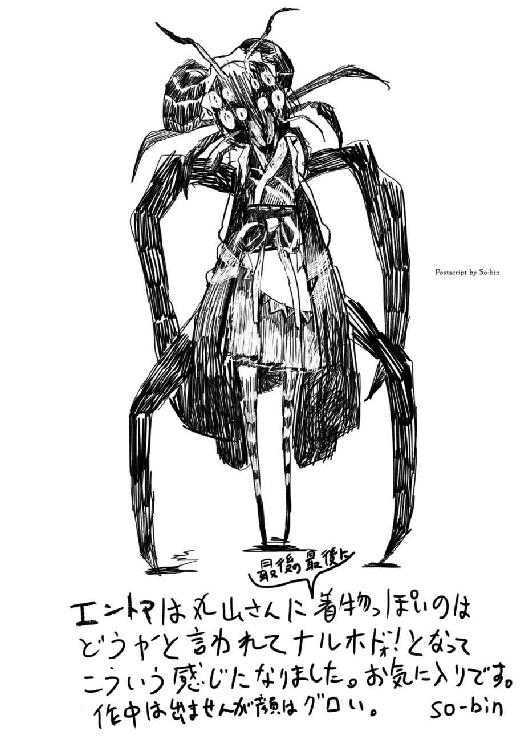 Postscript by So-bin
最後の最後に
エントマは丸山さんに着物っぽいのは
どうかと言われてナルホドォ!となって
こういう感じになりました。お気に入りです。
作中は出ませんが顔はグロい。 so-bin